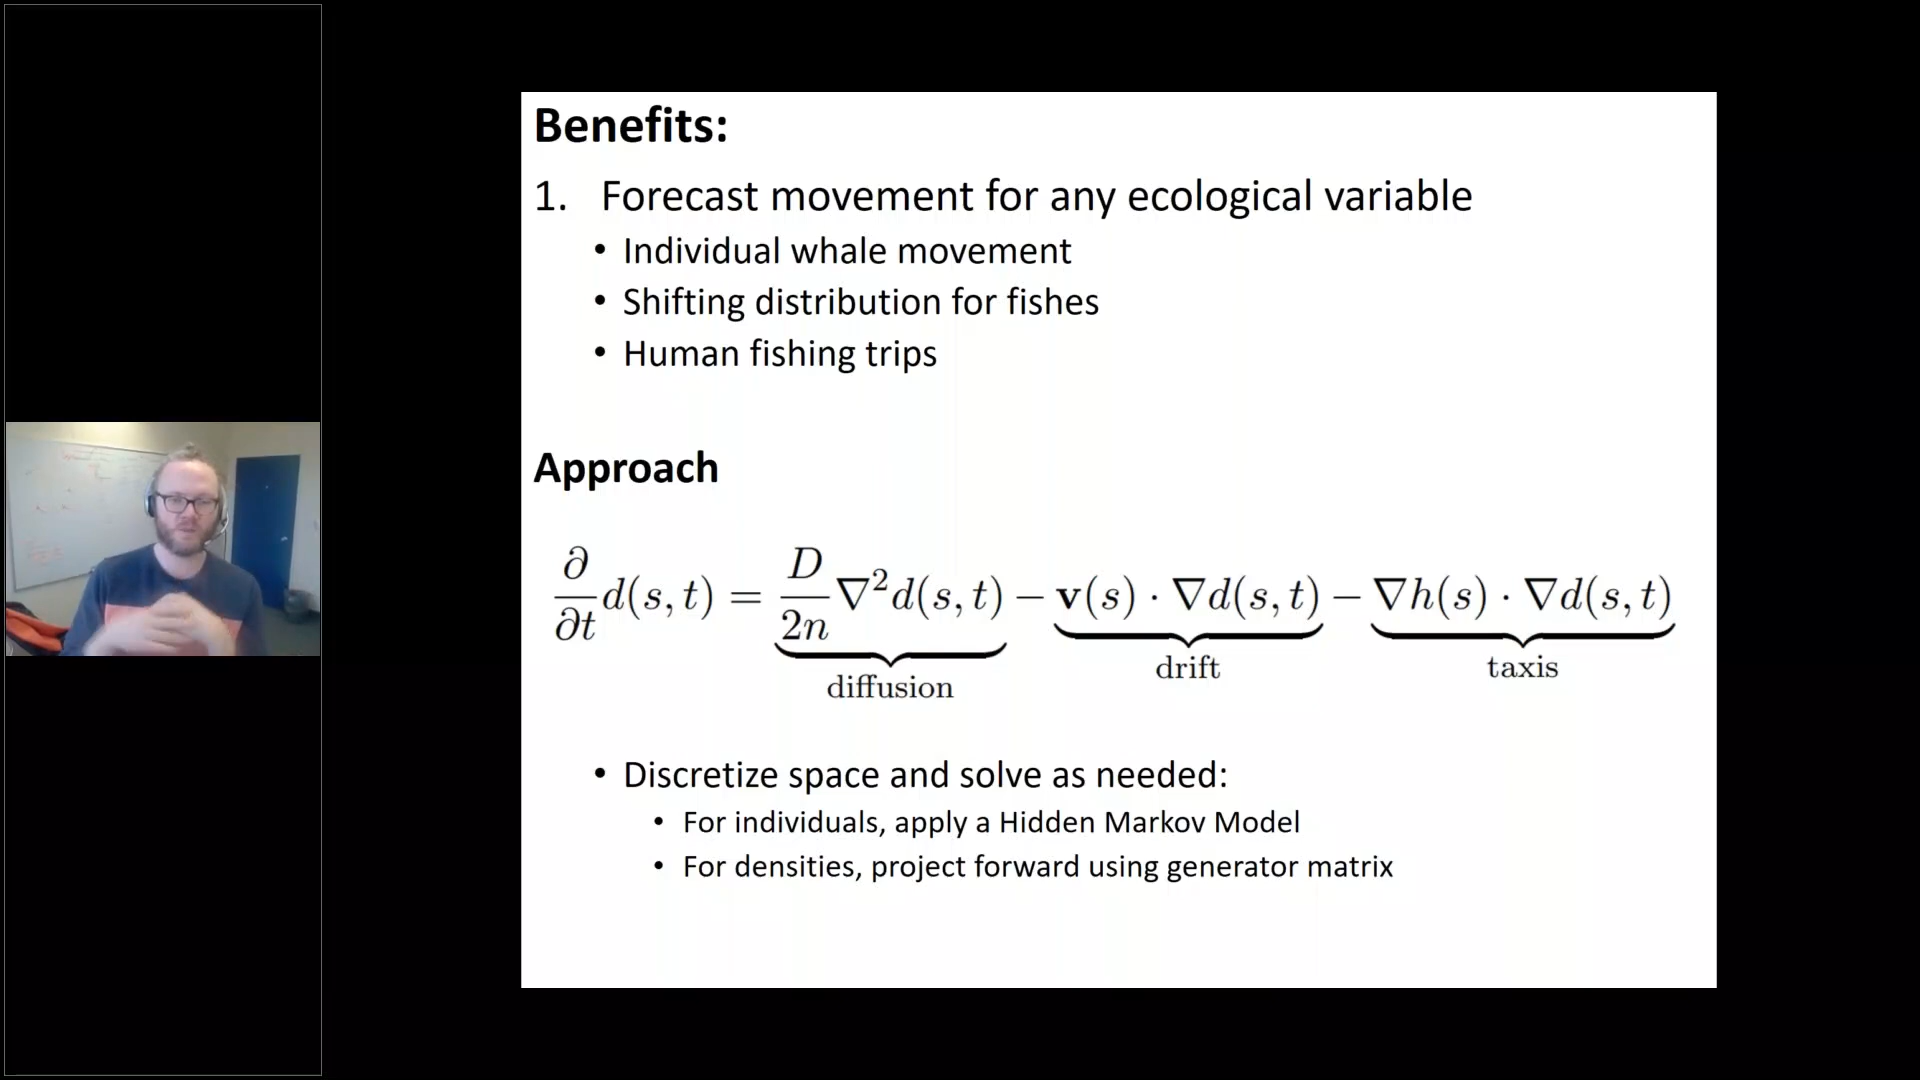 Benefits:
1. Forecast movement for any ecological variable
• Individual whale movement
• Shifting distribution for fishes
• Human fishing trips
Approach
∂/∂t d(s, t) = D/2n ∇²d(s, t) − v(s) · ∇d(s, t) − ∇h(s) · ∇d(s, t)
diffusion drift taxis
• Discretize space and solve as needed:
• For individuals, apply a Hidden Markov Model
• For densities, project forward using generator matrix